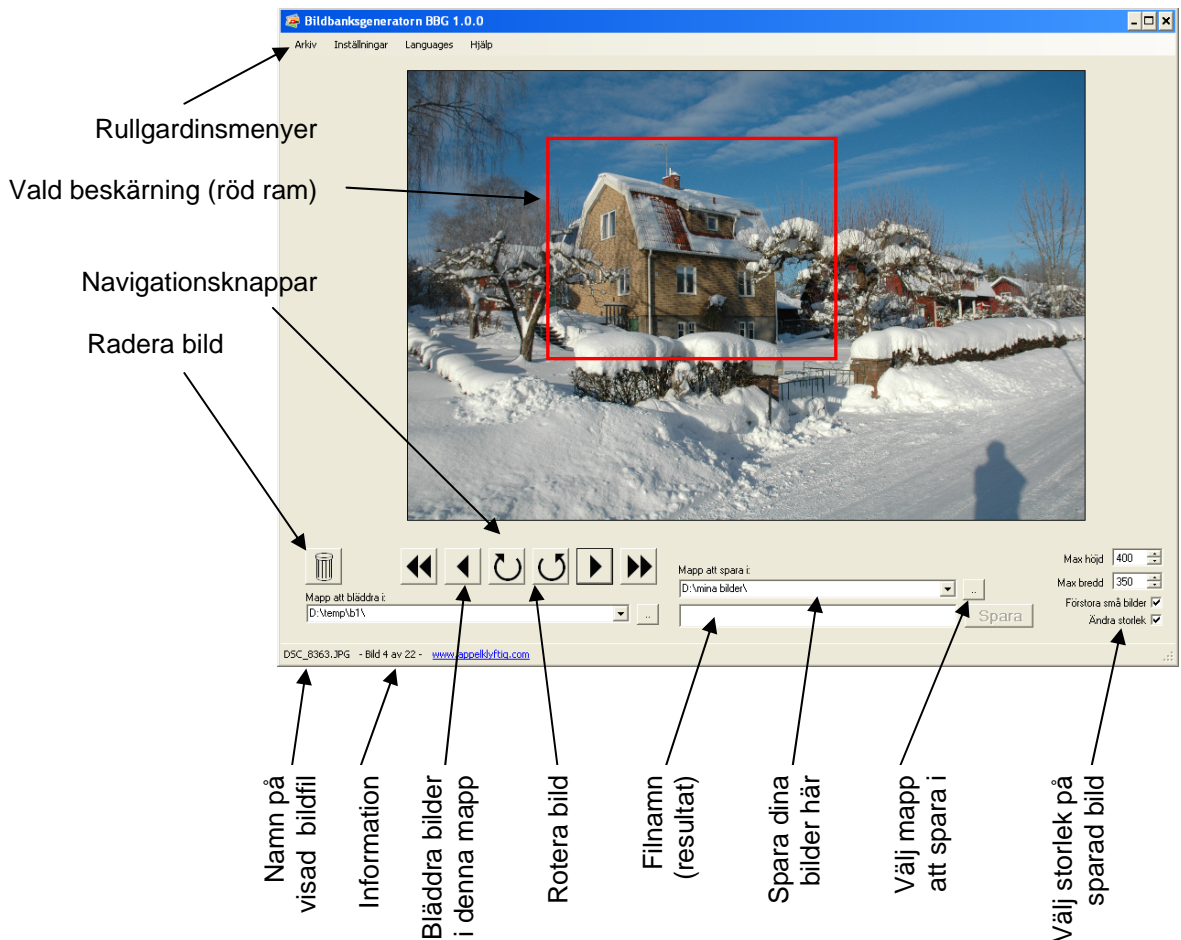 Bildbanksgeneratorn BBG 1.0.0
Arkiv Inställningar Languages Hjälp
Rullgardinsmenyer
Vald beskärning (röd ram)
Navigationsknappar
Radera bild
Mapp att bläddra i:
D:\temp\b1\
..
Mapp att spara i:
D:\mina bilder\
..
Spara
Max höjd 400
Max bredd 350
Förstora små bilder
Ändra storlek
DSC_8363.JPG - Bild 4 av 22 - www.appelklyftig.com
Namn på
visad bildfil
Information
Bläddra bilder
i denna mapp
Rotera bild
Filnamn
(resultat)
Spara dina
bilder här
Välj mapp
att spara i
Välj storlek på
sparad bild